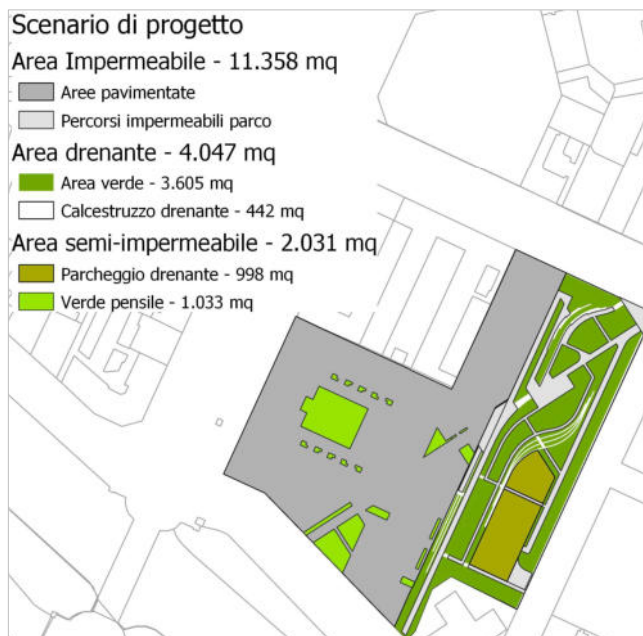 Scenario di progetto
Area Impermeabile - 11.358 mq
Aree pavimentate
Percorsi impermeabili parco
Area drenante - 4.047 mq
Area verde - 3.605 mq
Calcestruzzo drenante - 442 mq
Area semi-impermeabile - 2.031 mq
Parcheggio drenante - 998 mq
Verde pensile - 1.033 mq